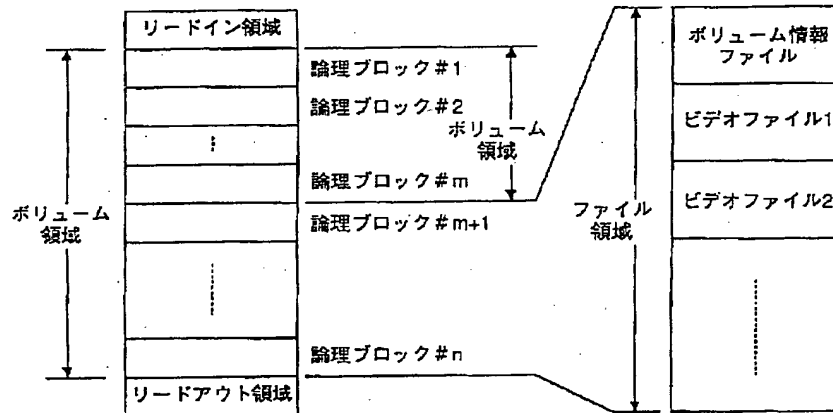 リードイン領域
論理ブロック#1
論理ブロック#2
ボリューム
領域
論理ブロック#m
論理ブロック#m+1
論理ブロック#n
リードアウト領域
ボリューム
領域
ファイル
領域
ボリューム情報
ファイル
ビデオファイル1
ビデオファイル2